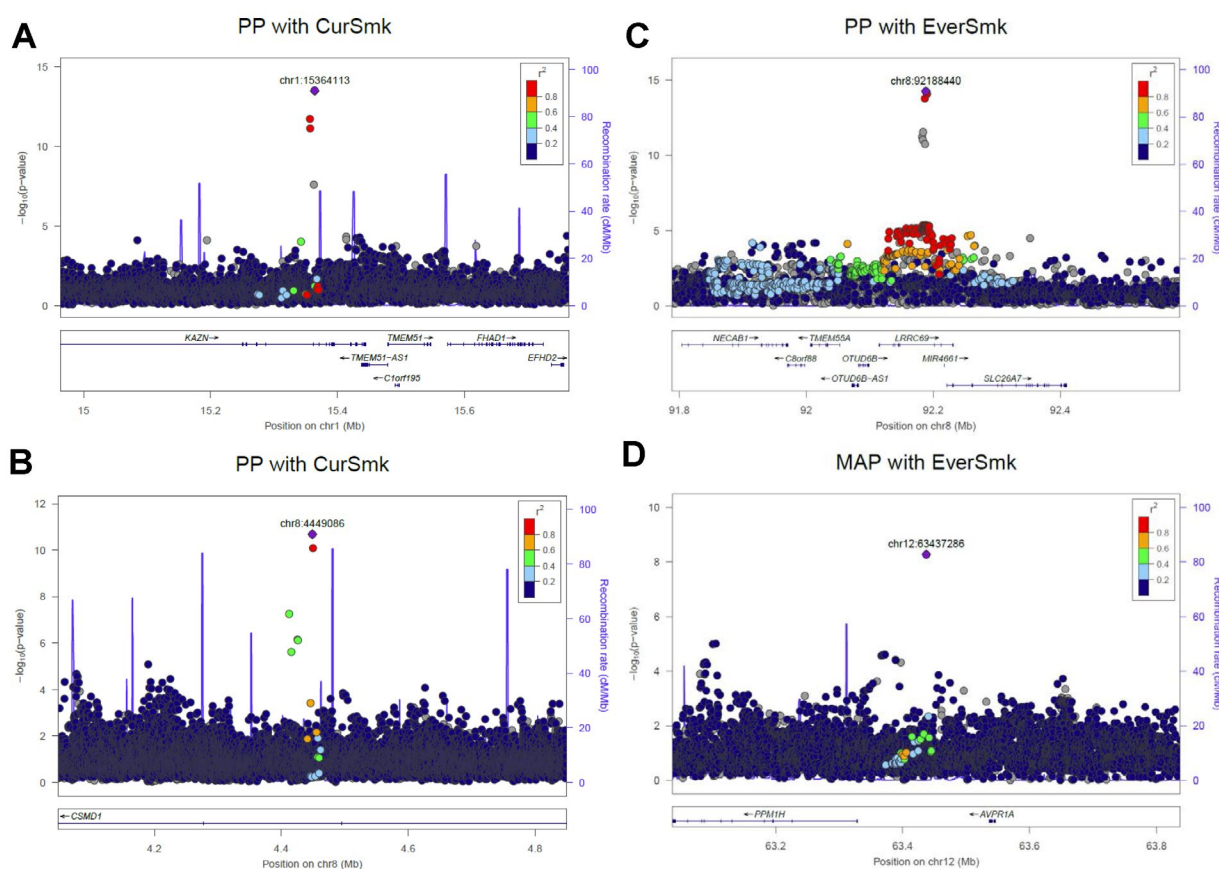 A
PP with CurSmk
chr1:15364113
r²
0.8
0.6
0.4
0.2
15
10
5
0
−log₁₀(p-value)
100
80
60
40
20
0
Recombination rate (cM/Mb)
KAZN→
TMEM51→
FHAD1→
←TMEM51−AS1
EFHD2→
←C1orf195
15
15.2
15.4
15.6
Position on chr1 (Mb)
C
PP with EverSmk
chr8:92188440
r²
0.8
0.6
0.4
0.2
15
10
5
0
−log₁₀(p-value)
100
80
60
40
20
0
Recombination rate (cM/Mb)
NECAB1→
←TMEM55A
LRRC69→
←C8orf88
OTUD6B→
MIR4661→
←OTUD6B−AS1
SLC26A7→
91.8
92
92.2
92.4
Position on chr8 (Mb)
B
PP with CurSmk
chr8:4449086
r²
0.8
0.6
0.4
0.2
12
10
8
6
4
2
0
−log₁₀(p-value)
100
80
60
40
20
0
Recombination rate (cM/Mb)
←CSMD1
4.2
4.4
4.6
4.8
Position on chr8 (Mb)
D
MAP with EverSmk
chr12:63437286
r²
0.8
0.6
0.4
0.2
10
8
6
4
2
0
−log₁₀(p-value)
100
80
60
40
20
0
Recombination rate (cM/Mb)
←PPM1H
←AVPR1A
63.2
63.4
63.6
63.8
Position on chr12 (Mb)